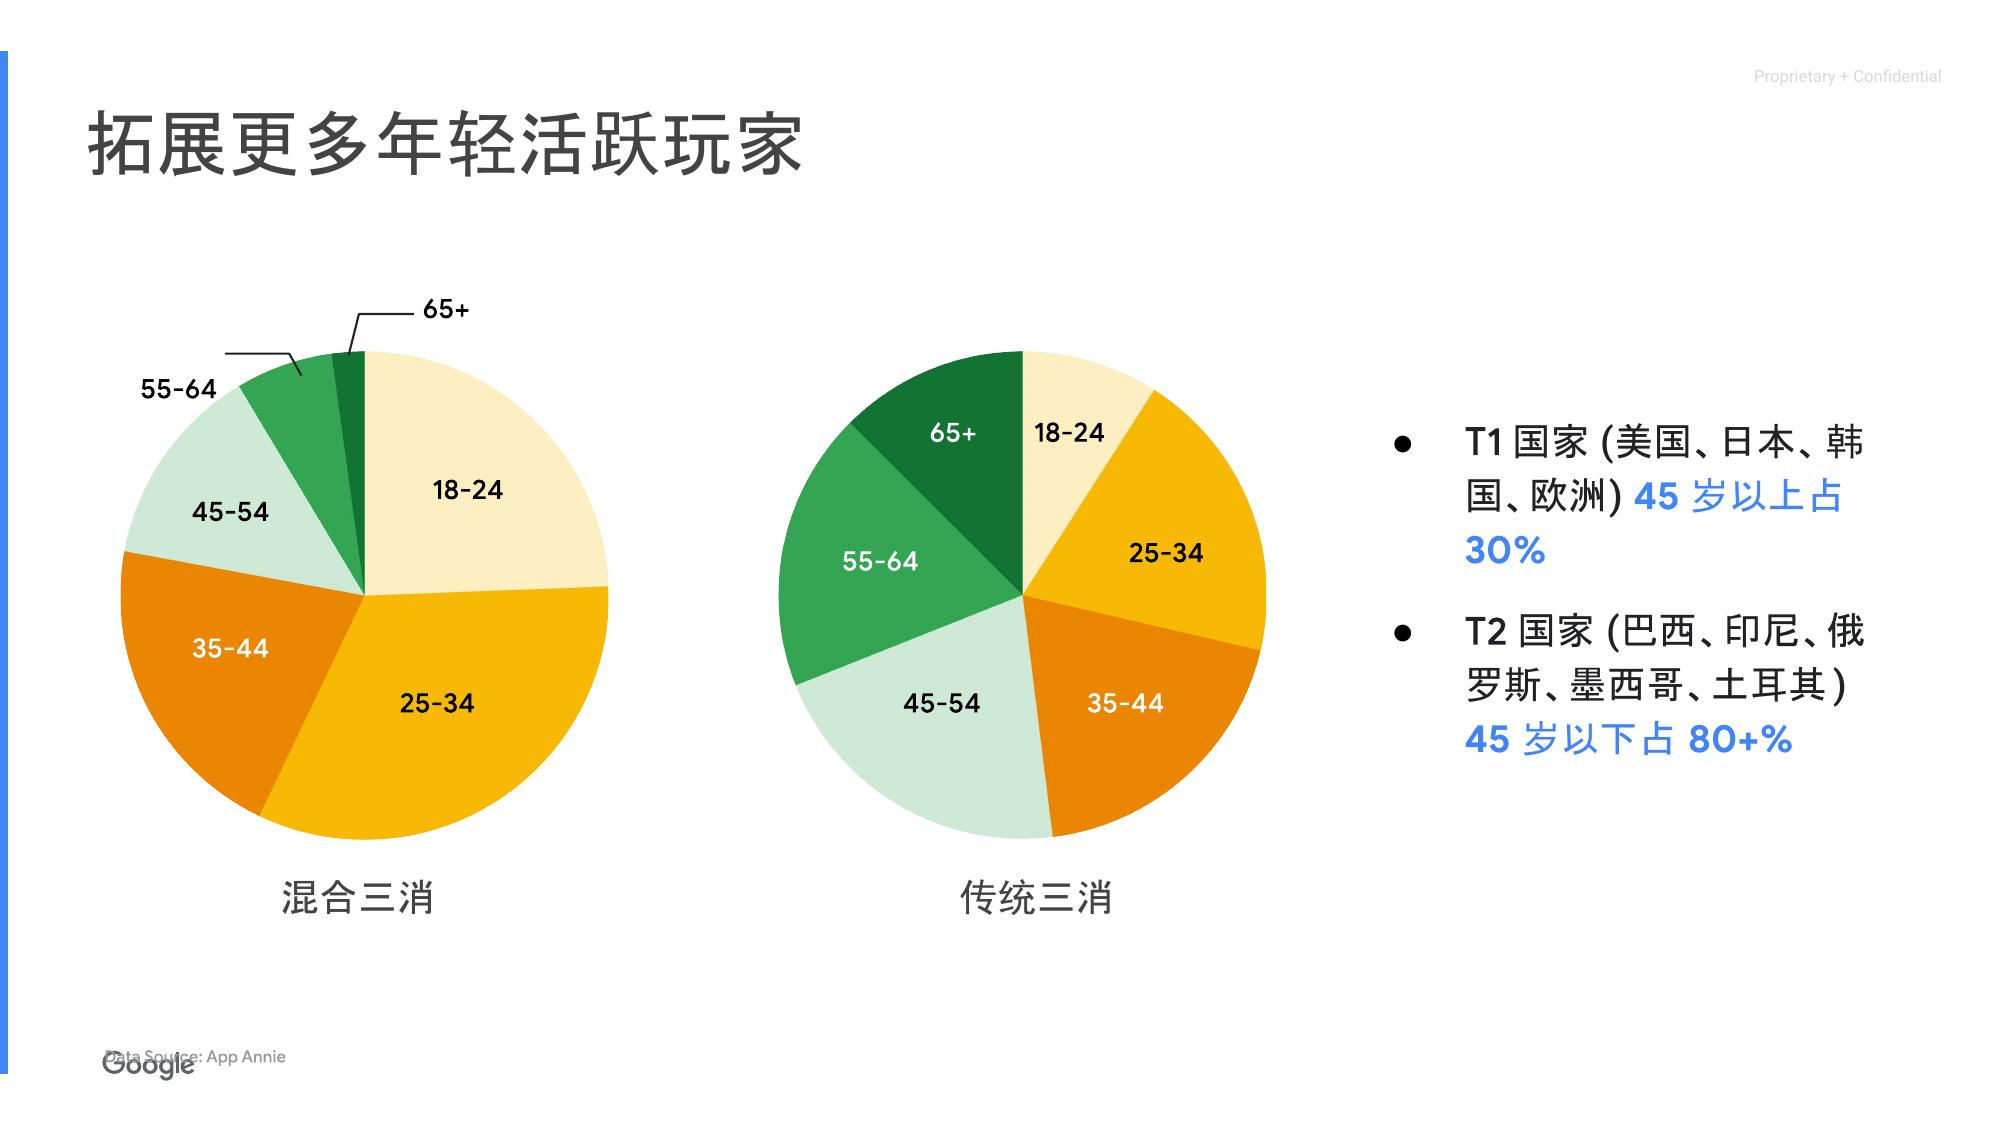 Proprietary + Confidential
拓展更多年轻活跃玩家
65+
55-64
18-24
45-54
35-44
25-34
混合三消
65+
18-24
25-34
55-64
45-54
35-44
传统三消
● T1 国家 (美国、日本、韩
国、欧洲) 45 岁以上占
30%
● T2 国家 (巴西、印尼、俄
罗斯、墨西哥、土耳其)
45 岁以下占 80+%
Data Source: App Annie
Google